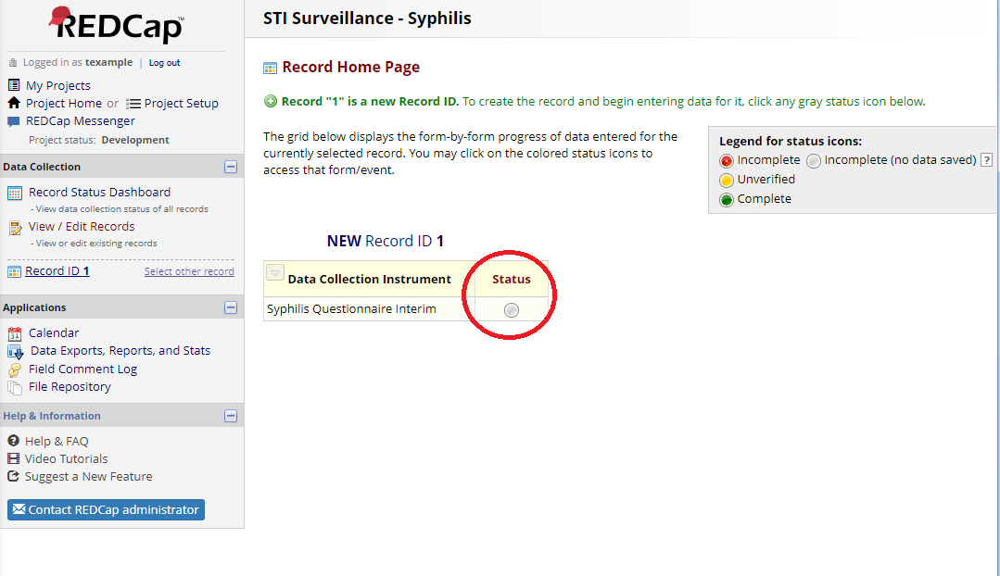 REDCap™
Logged in as texample | Log out
My Projects
Project Home or Project Setup
REDCap Messenger
Project status: Development
Data Collection
Record Status Dashboard
- View data collection status of all records
View / Edit Records
- View or edit existing records
Record ID 1 Select other record
Applications
31
Calendar
Data Exports, Reports, and Stats
Field Comment Log
File Repository
Help & Information
? Help & FAQ
Video Tutorials
Suggest a New Feature
Contact REDCap administrator
STI Surveillance - Syphilis
Record Home Page
Record "1" is a new Record ID. To create the record and begin entering data for it, click any gray status icon below.
The grid below displays the form-by-form progress of data entered for the
currently selected record. You may click on the colored status icons to
access that form/event.
Legend for status icons:
Incomplete Incomplete (no data saved) ?
Unverified
Complete
NEW Record ID 1
Data Collection Instrument Status
Syphilis Questionnaire Interim